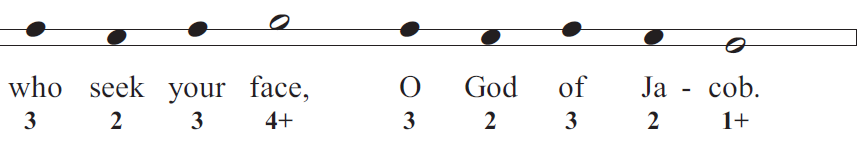 who seek your face, O God of Ja - cob.
3 2 3 4+ 3 2 3 2 1+